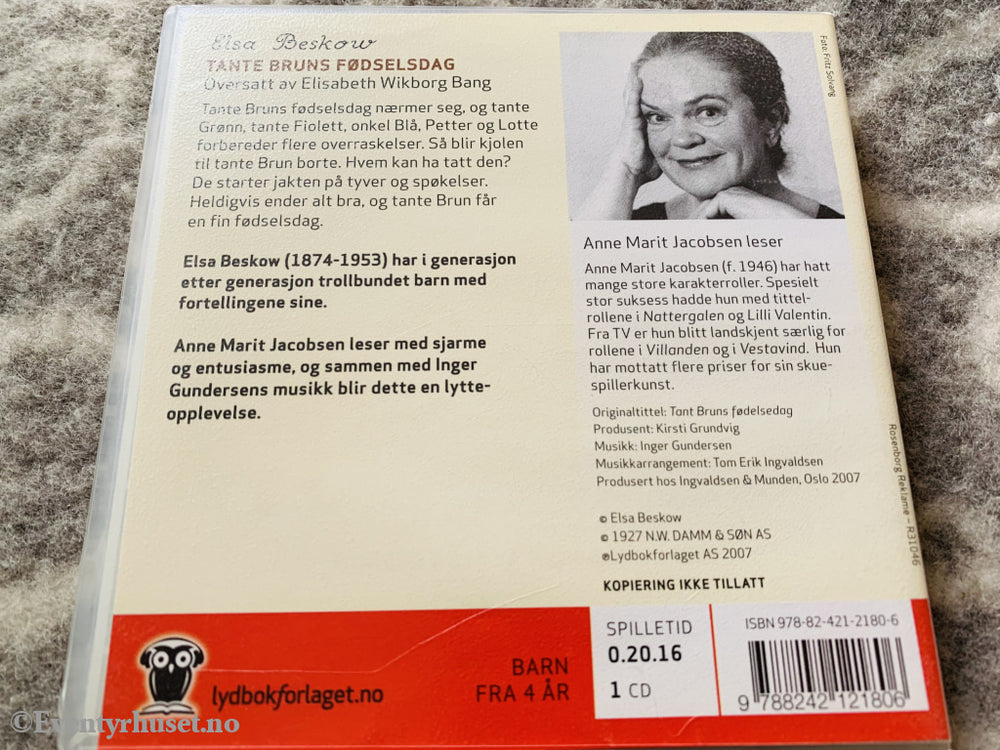 Elsa Beskow
TANTE BRUNS FØDSELSDAG
Oversatt av Elisabeth Wikborg Bang
Tante Bruns fødselsdag nærmer seg, og tante
Grønn, tante Fiolett, onkel Blå, Petter og Lotte
forbereder flere overraskelser. Så blir kjolen
til tante Brun borte. Hvem kan ha tatt den?
De starter jakten på tyver og spøkelser.
Heldigvis ender alt bra, og tante Brun får
en fin fødselsdag.
Elsa Beskow (1874-1953) har i generasjon
etter generasjon trollbundet barn med
fortellingene sine.
Anne Marit Jacobsen leser med sjarme
og entusiasme, og sammen med Inger
Gundersens musikk blir dette en lytte-
opplevelse.
Foto: Fritz Solvang
Anne Marit Jacobsen leser
Anne Marit Jacobsen (f. 1946) har hatt
mange store karakterroller. Spesielt
stor suksess hadde hun med tittel-
rollene i Nattergalen og Lilli Valentin.
Fra TV er hun blitt landskjent særlig for
rollene i Villanden og i Vestavind. Hun
har mottatt flere priser for sin skue-
spillerkunst.
Originaltittel: Tant Bruns fødelsedag
Produsent: Kirsti Grundvig
Musikk: Inger Gundersen
Musikkarrangement: Tom Erik Ingvaldsen
Produsert hos Ingvaldsen & Munden, Oslo 2007
© Elsa Beskow
© 1927 N.W. DAMM & SØN AS
℗Lydbokforlaget AS 2007
KOPIERING IKKE TILLATT
Rosenborg Reklame – R31046
lydbokforlaget.no
BARN
FRA 4 ÅR
SPILLETID
0.20.16
1 CD
ISBN 978-82-421-2180-6
9 788242 121806
©Eventyrhuset.no